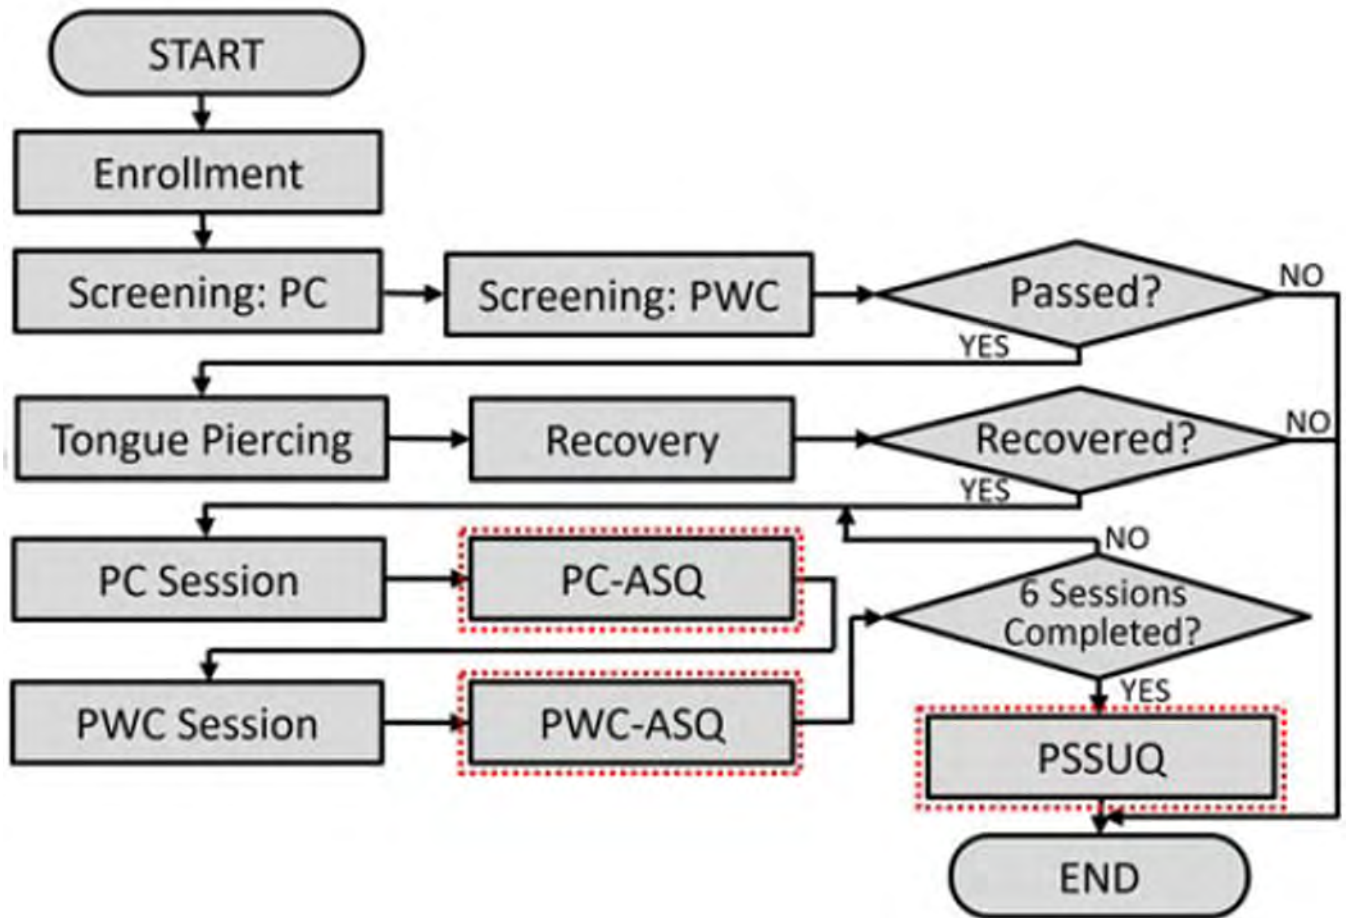 START
Enrollment
Screening: PC
Screening: PWC
Passed?
NO
YES
Tongue Piercing
Recovery
Recovered?
NO
YES
PC Session
PC-ASQ
NO
6 Sessions
Completed?
YES
PWC Session
PWC-ASQ
PSSUQ
END